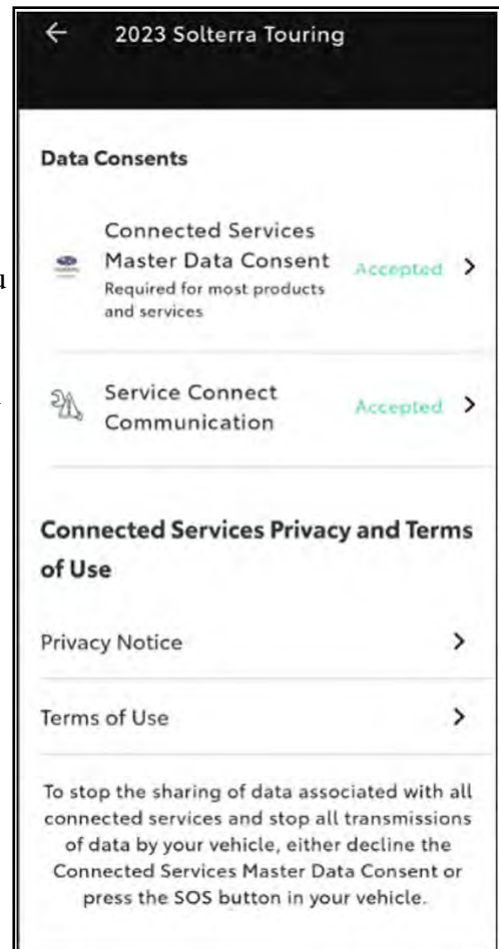 2023 Solterra Touring
Data Consents
Connected Services
Master Data Consent
Required for most products
and services
Accepted
Service Connect
Communication
Accepted
Connected Services Privacy and Terms
of Use
Privacy Notice
Terms of Use
To stop the sharing of data associated with all
connected services and stop all transmissions
of data by your vehicle, either decline the
Connected Services Master Data Consent or
press the SOS button in your vehicle.